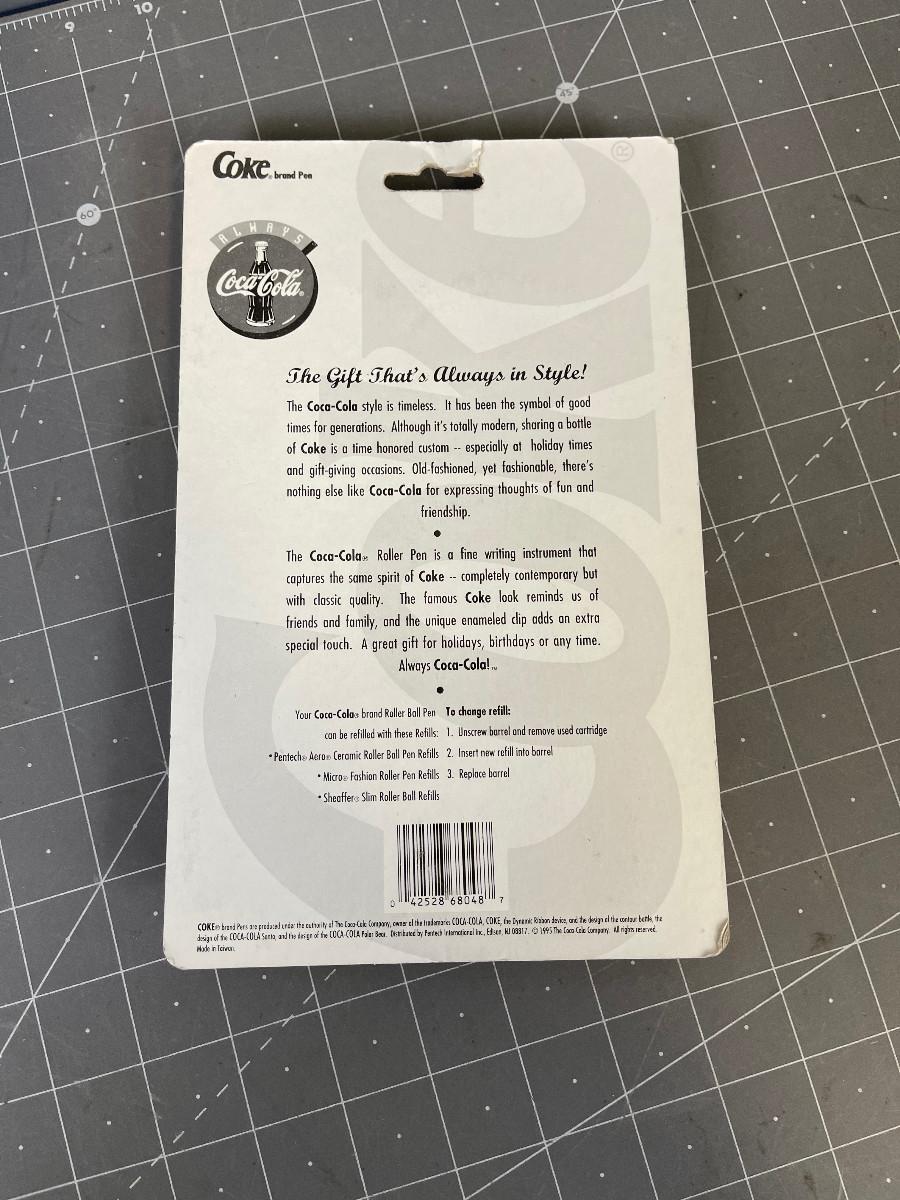 9
10
45°
60°
Coke® brand Pen
®
ALWAYS
Coca-Cola®
The Gift That's Always in Style!
The Coca-Cola style is timeless. It has been the symbol of good
times for generations. Although it's totally modern, sharing a bottle
of Coke is a time honored custom -- especially at holiday times
and gift-giving occasions. Old-fashioned, yet fashionable, there's
nothing else like Coca-Cola for expressing thoughts of fun and
friendship.
•
The Coca-Cola® Roller Pen is a fine writing instrument that
captures the same spirit of Coke -- completely contemporary but
with classic quality. The famous Coke look reminds us of
friends and family, and the unique enameled clip adds an extra
special touch. A great gift for holidays, birthdays or any time.
Always Coca-Cola!™
•
Your Coca-Cola® brand Roller Ball Pen
can be refilled with these Refills:
• Pentech® Aero® Ceramic Roller Ball Pen Refills
• Micro® Fashion Roller Pen Refills
• Sheaffer® Slim Roller Ball Refills
To change refill:
1. Unscrew barrel and remove used cartridge
2. Insert new refill into barrel
3. Replace barrel
0 42528 68048 7
COKE® brand Pens are produced under the authority of The Coca-Cola Company, owner of the trademarks COCA-COLA, COKE, the Dynamic Ribbon device, and the design of the contour bottle, the
design of the COCA-COLA Santa, and the design of the COCA-COLA Polar Bear. Distributed by Pentech International Inc., Edison, NJ 08817. © 1995 The Coca-Cola Company. All rights reserved.
Made in Taiwan.
Coke